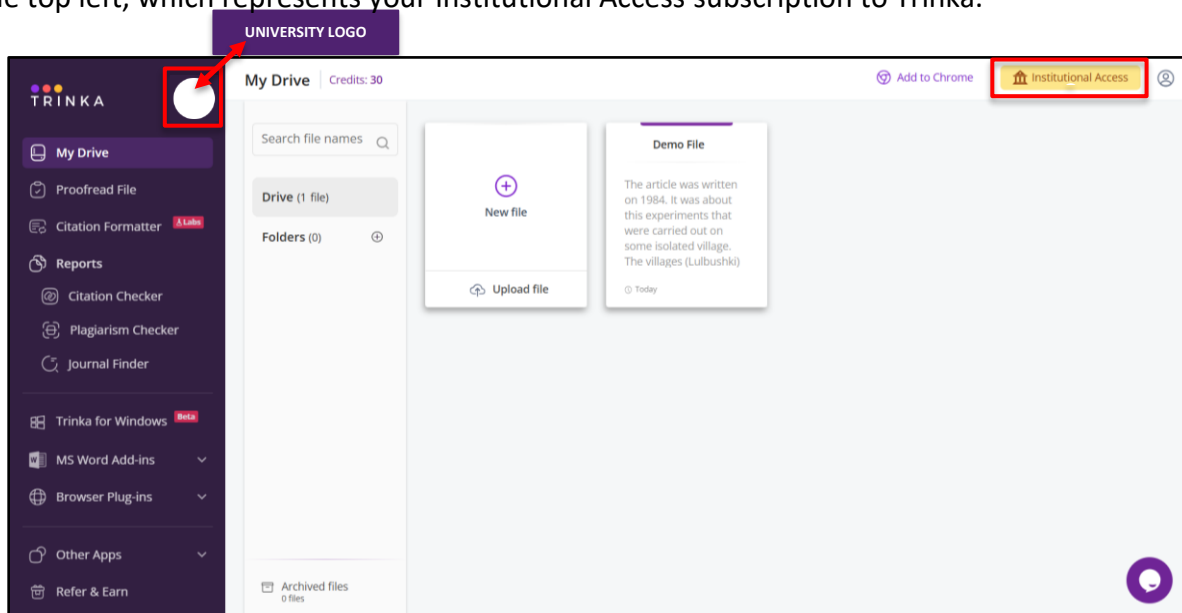 e top left, which represents your Institutional Access subscription to Trinka.
UNIVERSITY LOGO
TRINKA
My Drive
Proofread File
Citation Formatter Labs
Reports
Citation Checker
Plagiarism Checker
Journal Finder
Trinka for Windows Beta
MS Word Add-ins
Browser Plug-ins
Other Apps
Refer & Earn
My Drive Credits: 30
Add to Chrome
Institutional Access
Search file names
Drive (1 file)
Folders (0)
Archived files
0 files
New file
Upload file
Demo File
The article was written
on 1984. It was about
this experiments that
were carried out on
some isolated village.
The villages (Lulbushki)
Today